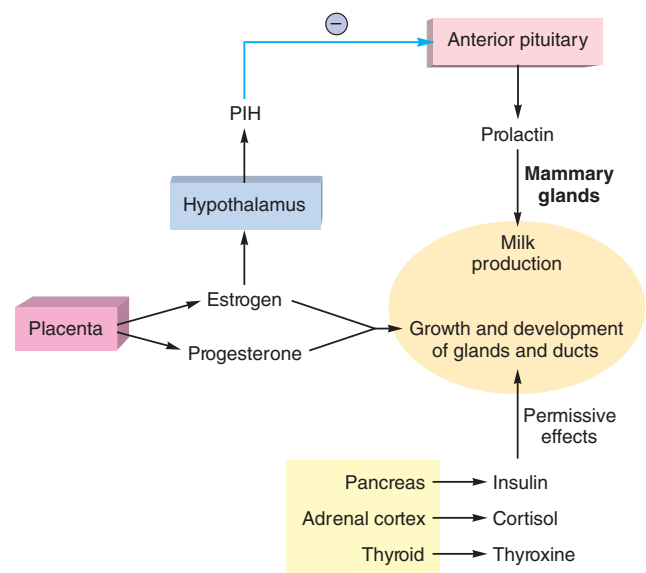 −
Anterior pituitary
PIH
Prolactin
Mammary
glands
Hypothalamus
Milk
production
Estrogen
Placenta
Growth and development
of glands and ducts
Progesterone
Permissive
effects
Pancreas
Insulin
Adrenal cortex
Cortisol
Thyroid
Thyroxine